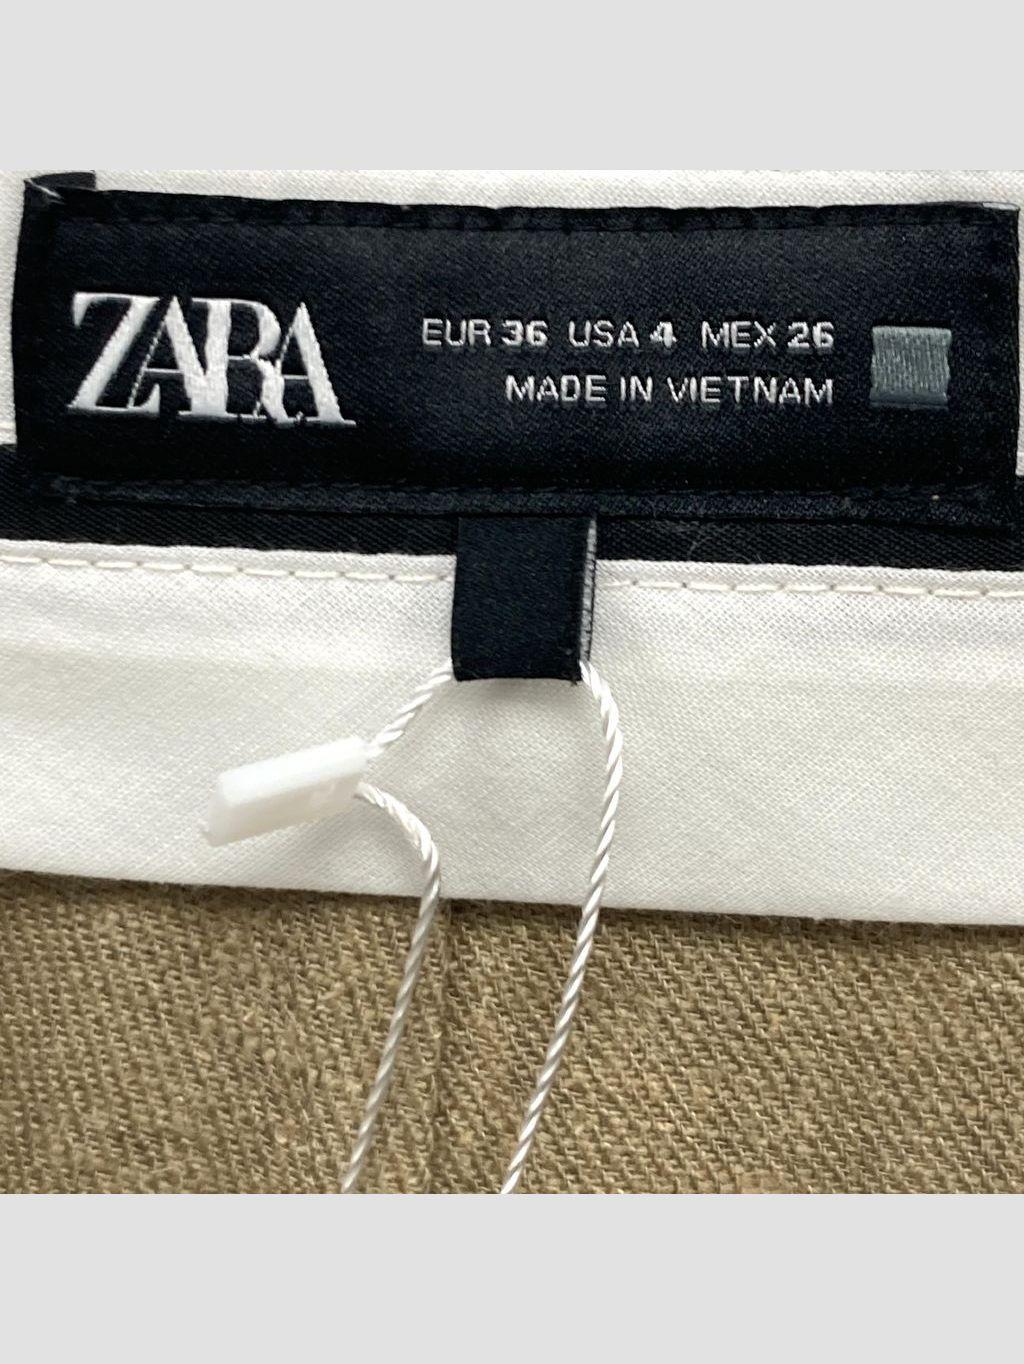 ZARA
EUR 36 USA 4 MEX 26
MADE IN VIETNAM